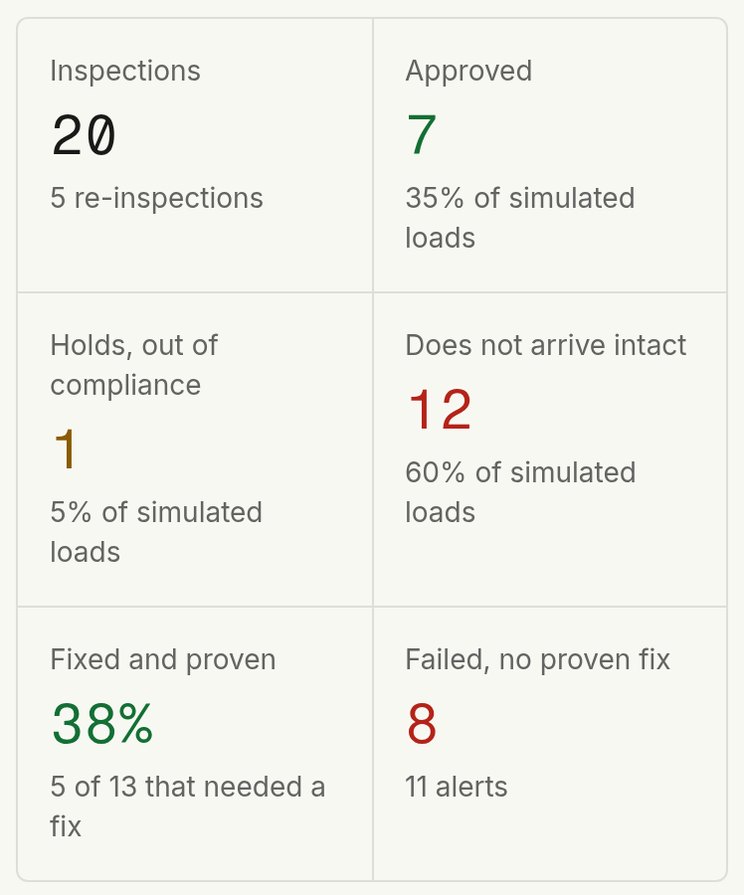 Inspections
20
5 re-inspections
Approved
7
35% of simulated
loads
Holds, out of
compliance
1
5% of simulated
loads
Does not arrive intact
12
60% of simulated
loads
Fixed and proven
38%
5 of 13 that needed a
fix
Failed, no proven fix
8
11 alerts